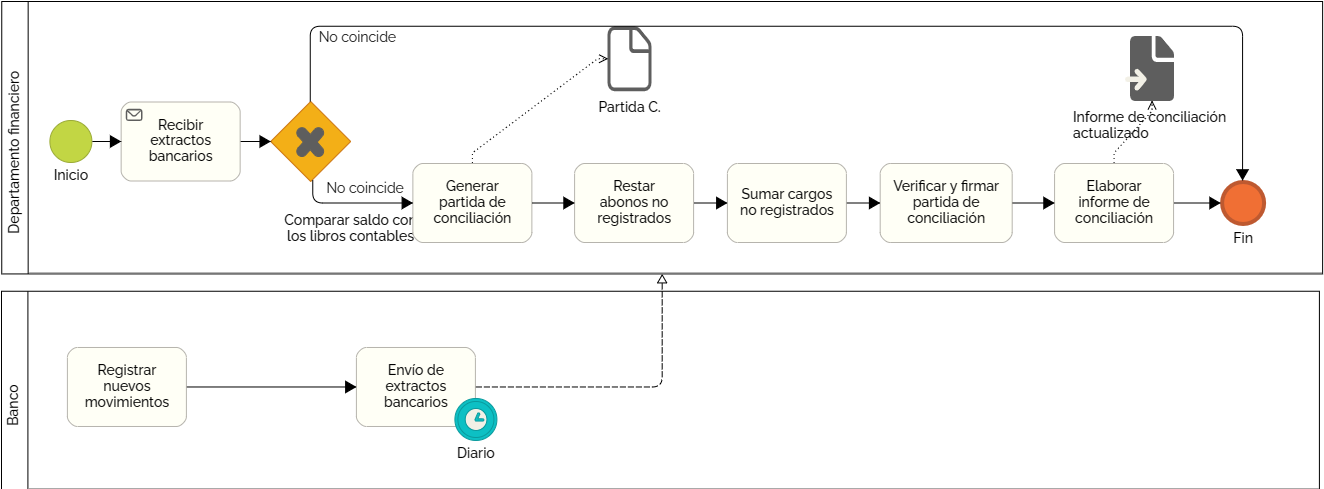 Departamento financiero
Inicio
Recibir
extractos
bancarios
No coincide
No coincide
Comparar saldo con
los libros contables
Generar
partida de
conciliación
Partida C.
Restar
abonos no
registrados
Sumar cargos
no registrados
Verificar y firmar
partida de
conciliación
Elaborar
informe de
conciliación
Informe de conciliación
actualizado
Fin
Banco
Registrar
nuevos
movimientos
Envío de
extractos
bancarios
Diario